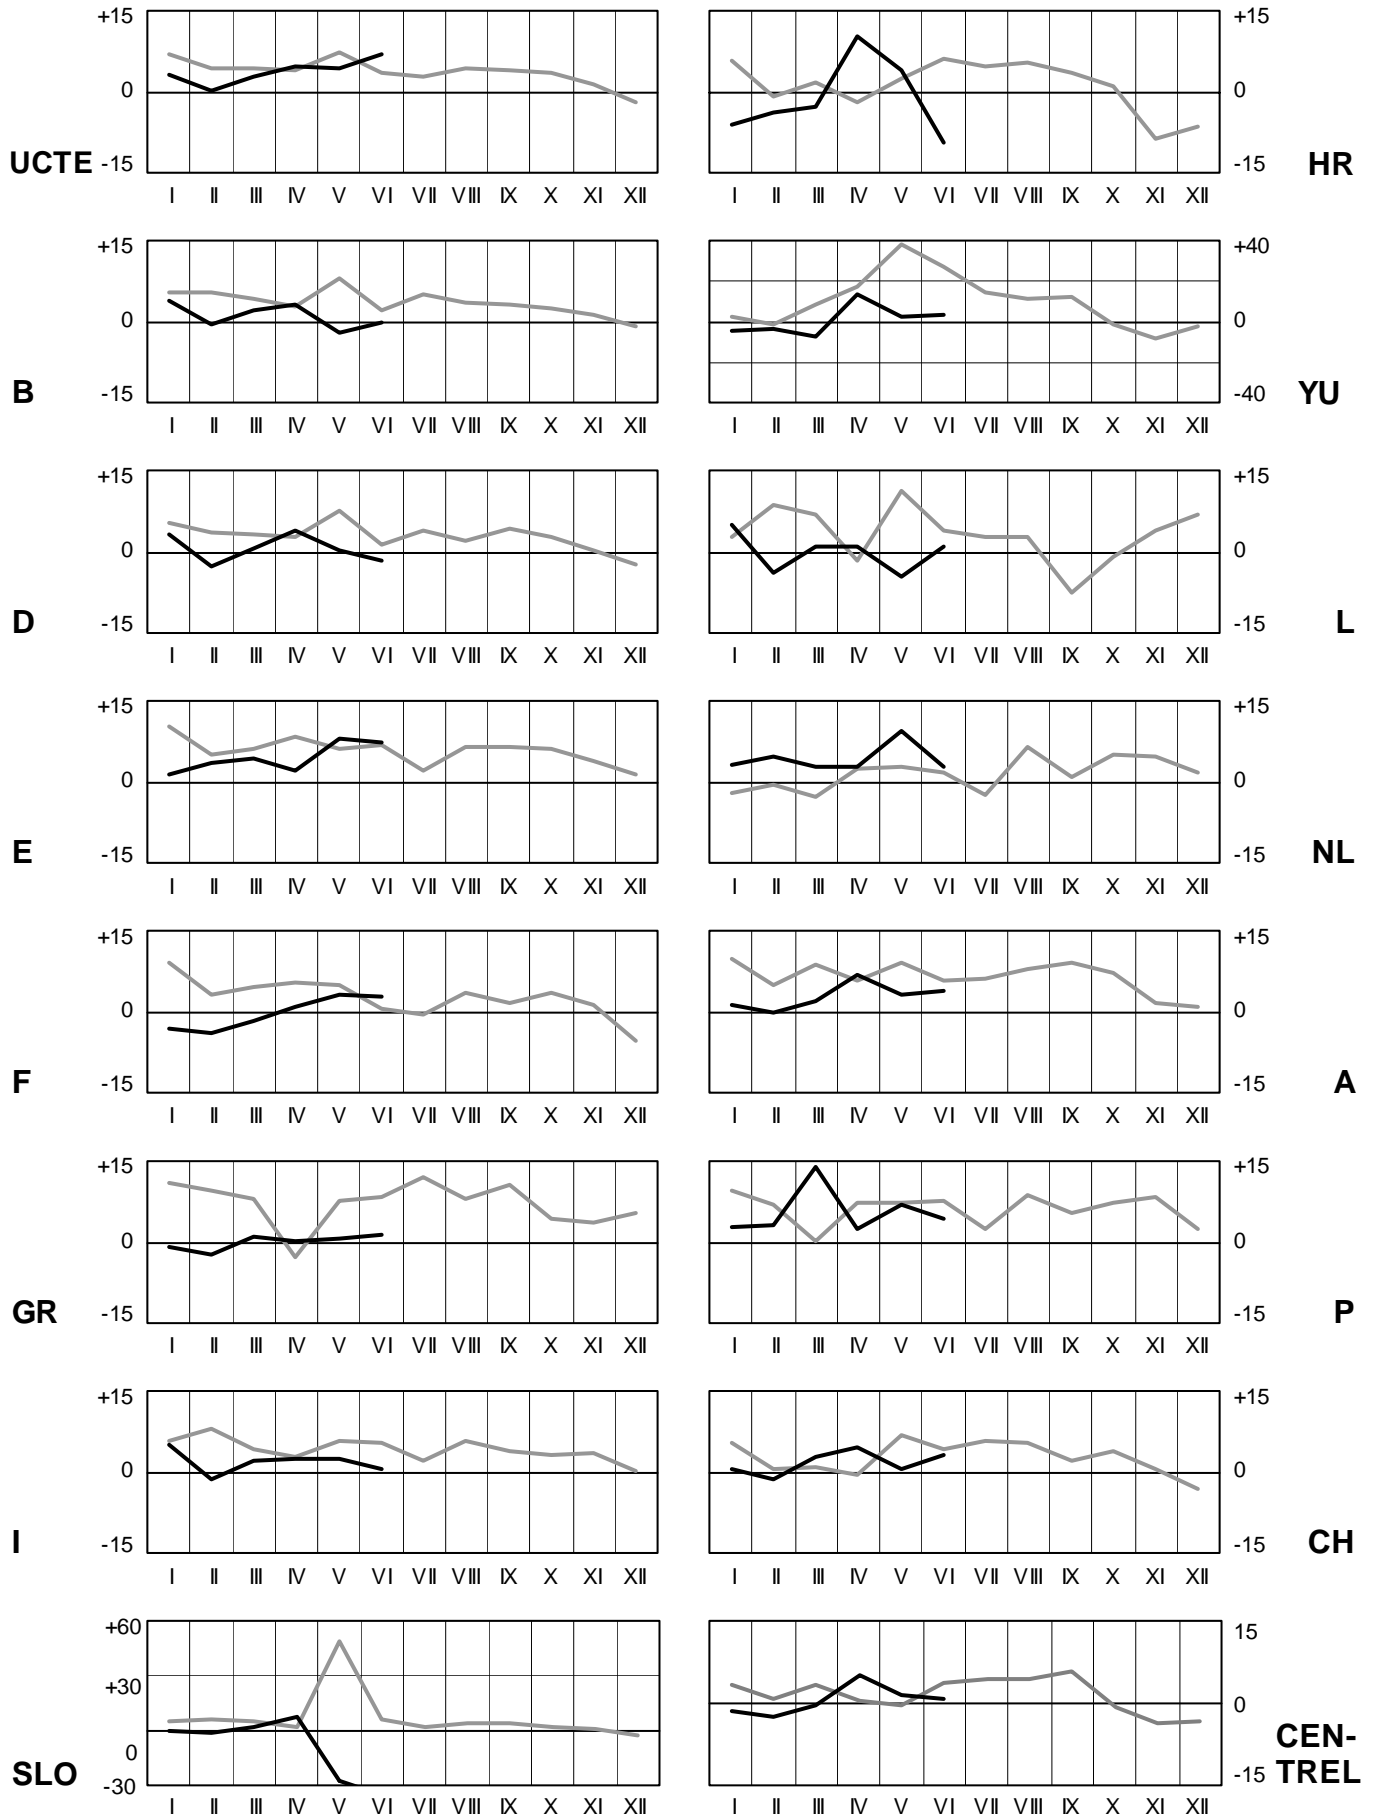 +15 +15
0 0
UCTE -15 -15 HR
I II III IV V VI VII VIII IX X XI XII I II III IV V VI VII VIII IX X XI XII
+15 +40
0 0
B -15 -40 YU
I II III IV V VI VII VIII IX X XI XII I II III IV V VI VII VIII IX X XI XII
+15 +15
0 0
D -15 -15 L
I II III IV V VI VII VIII IX X XI XII I II III IV V VI VII VIII IX X XI XII
+15 +15
0 0
E -15 -15 NL
I II III IV V VI VII VIII IX X XI XII I II III IV V VI VII VIII IX X XI XII
+15 +15
0 0
F -15 -15 A
I II III IV V VI VII VIII IX X XI XII I II III IV V VI VII VIII IX X XI XII
+15 +15
0 0
GR -15 -15 P
I II III IV V VI VII VIII IX X XI XII I II III IV V VI VII VIII IX X XI XII
+15 +15
0 0
I -15 -15 CH
I II III IV V VI VII VIII IX X XI XII I II III IV V VI VII VIII IX X XI XII
+60 15
+30 0
0 CEN-
SLO -30 -15 TREL
I II III IV V VI VII VIII IX X XI XII I II III IV V VI VII VIII IX X XI XII